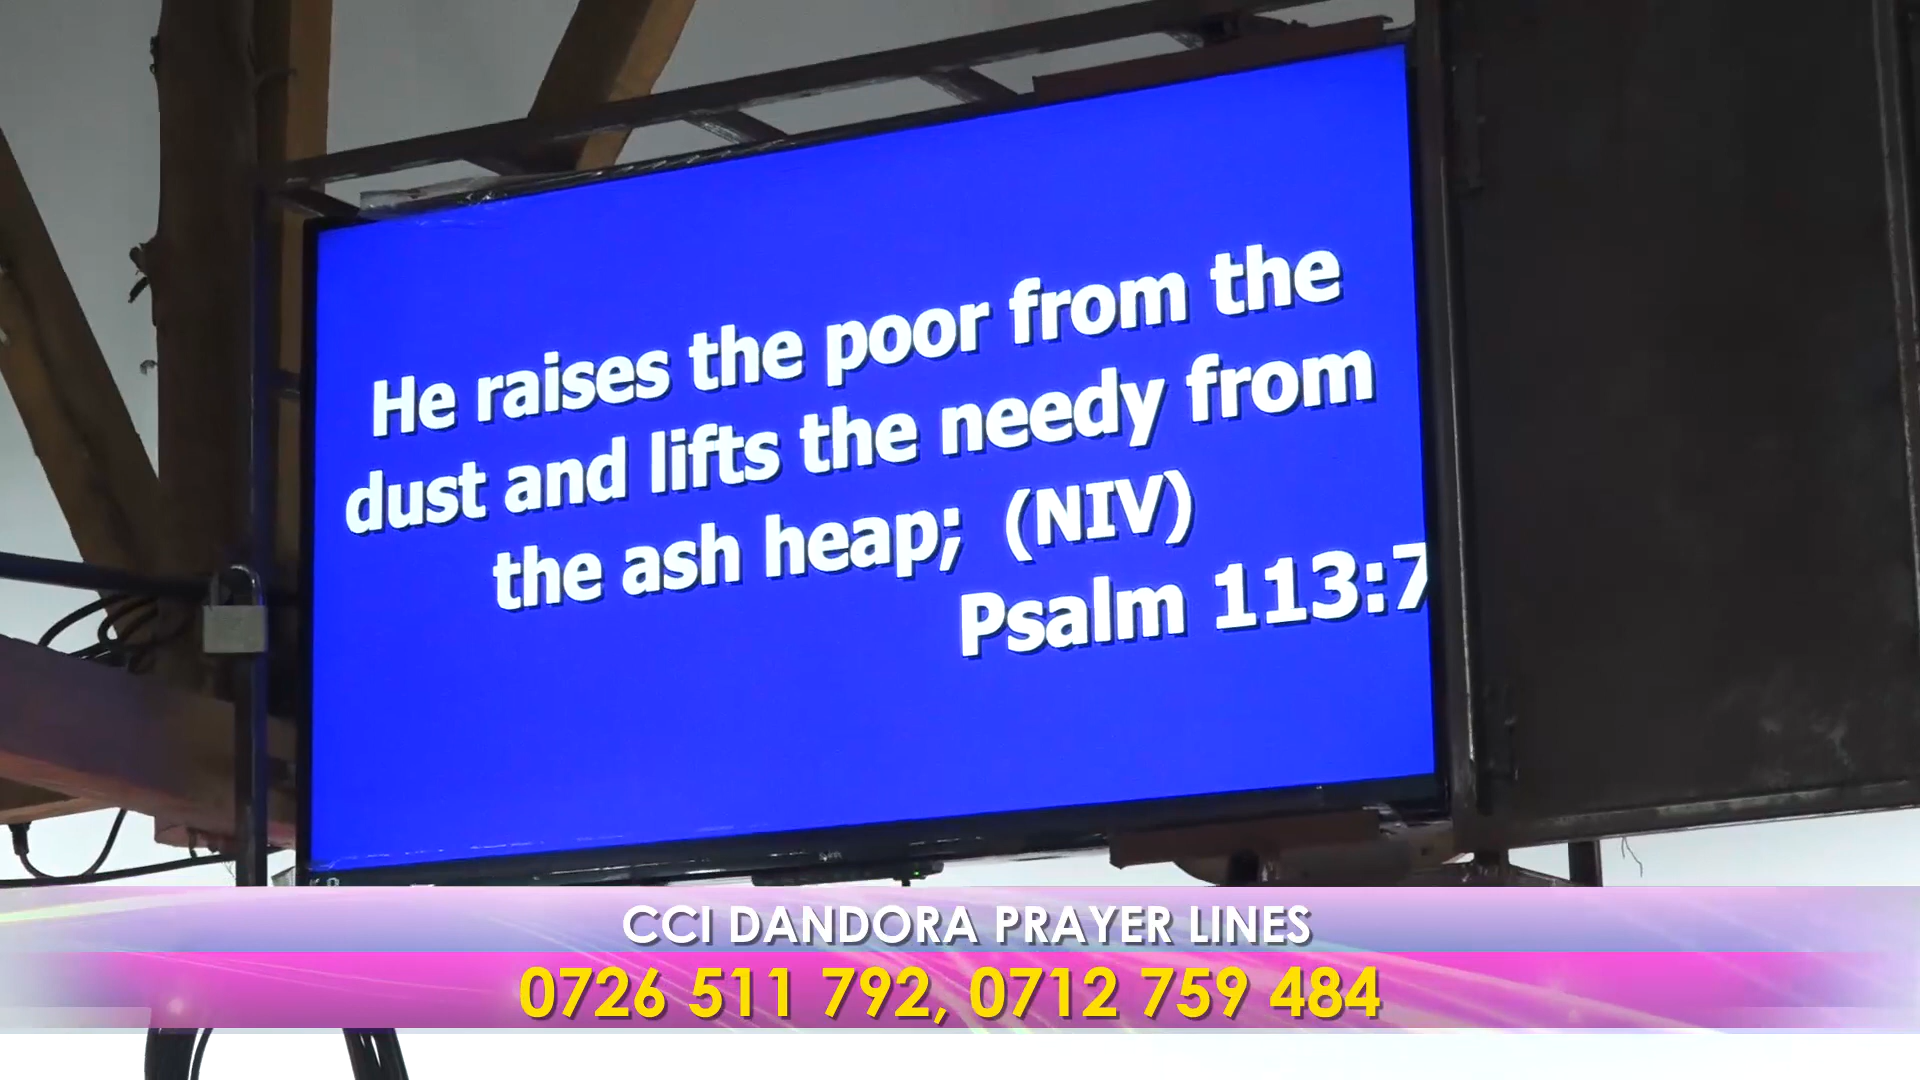 He raises the poor from the
dust and lifts the needy from
the ash heap; (NIV)
Psalm 113:7
CCI DANDORA PRAYER LINES
0726 511 792, 0712 759 484